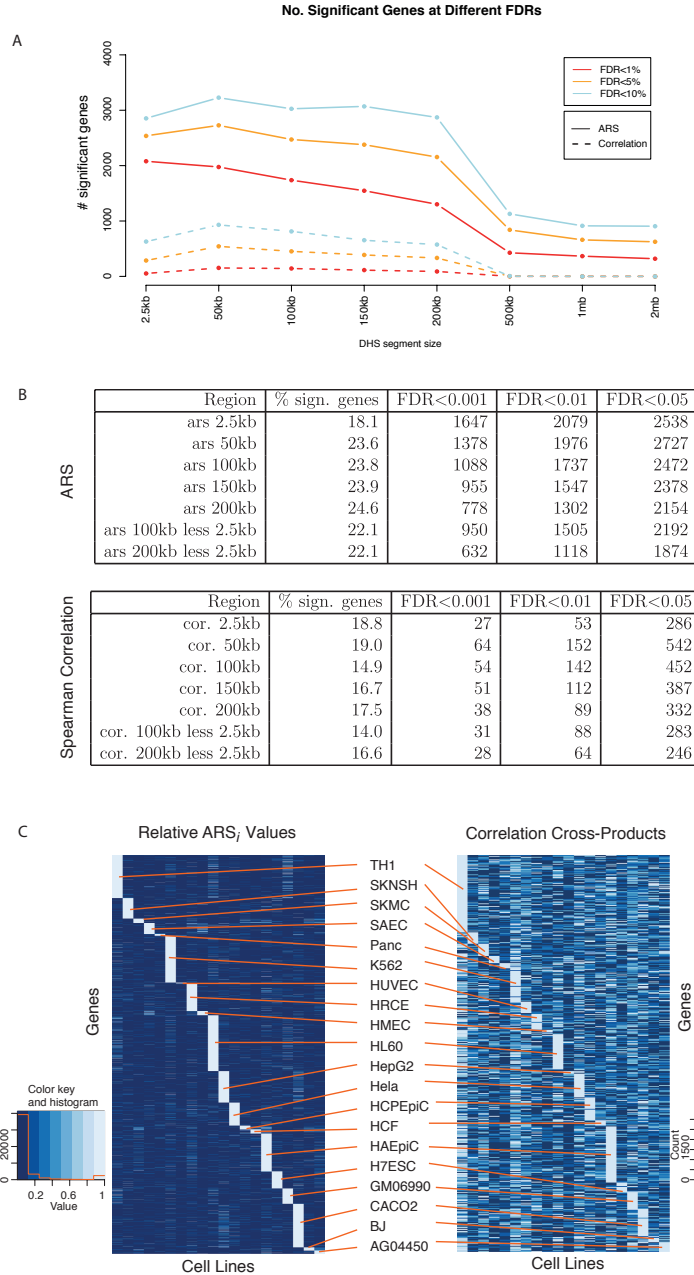 No. Significant Genes at Different FDRs
A
4000
3000
2000
1000
0
# significant genes
FDR<1%
FDR<5%
FDR<10%
ARS
Correlation
2.5kb
50kb
100kb
150kb
200kb
500kb
1mb
2mb
DHS segment size
B
ARS
Region % sign. genes FDR<0.001 FDR<0.01 FDR<0.05
ars 2.5kb 18.1 1647 2079 2538
ars 50kb 23.6 1378 1976 2727
ars 100kb 23.8 1088 1737 2472
ars 150kb 23.9 955 1547 2378
ars 200kb 24.6 778 1302 2154
ars 100kb less 2.5kb 22.1 950 1505 2192
ars 200kb less 2.5kb 22.1 632 1118 1874
Spearman Correlation
Region % sign. genes FDR<0.001 FDR<0.01 FDR<0.05
cor. 2.5kb 18.8 27 53 286
cor. 50kb 19.0 64 152 542
cor. 100kb 14.9 54 142 452
cor. 150kb 16.7 51 112 387
cor. 200kb 17.5 38 89 332
cor. 100kb less 2.5kb 14.0 31 88 283
cor. 200kb less 2.5kb 16.6 28 64 246
C
Relative ARSi Values
Correlation Cross-Products
TH1
SKNSH
SKMC
SAEC
Panc
K562
HUVEC
HRCE
HMEC
HL60
HepG2
Hela
HCPEpiC
HCF
HAEpiC
H7ESC
GM06990
CACO2
BJ
AG04450
Genes
Genes
Color key
and histogram
20000
0
0.2 0.6 1
Value
Count
1500
0
Cell Lines
Cell Lines